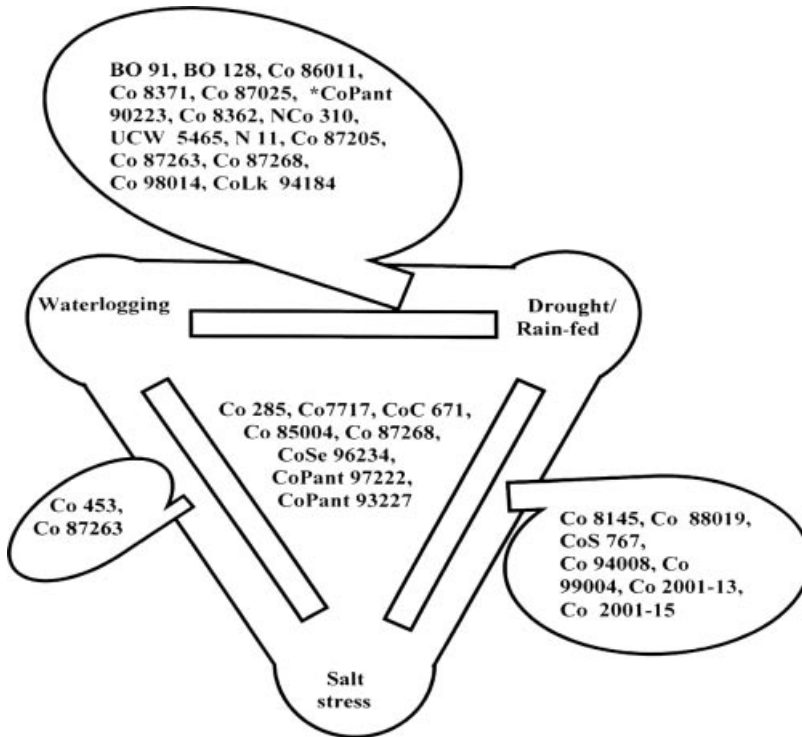 BO 91, BO 128, Co 86011,
Co 8371, Co 87025, *CoPant
90223, Co 8362, NCo 310,
UCW 5465, N 11, Co 87205,
Co 87263, Co 87268,
Co 98014, CoLk 94184
Waterlogging
Drought/
Rain-fed
Co 285, Co7717, CoC 671,
Co 85004, Co 87268,
CoSe 96234,
CoPant 97222,
CoPant 93227
Co 453,
Co 87263
Co 8145, Co 88019,
CoS 767,
Co 94008, Co
99004, Co 2001-13,
Co 2001-15
Salt
stress